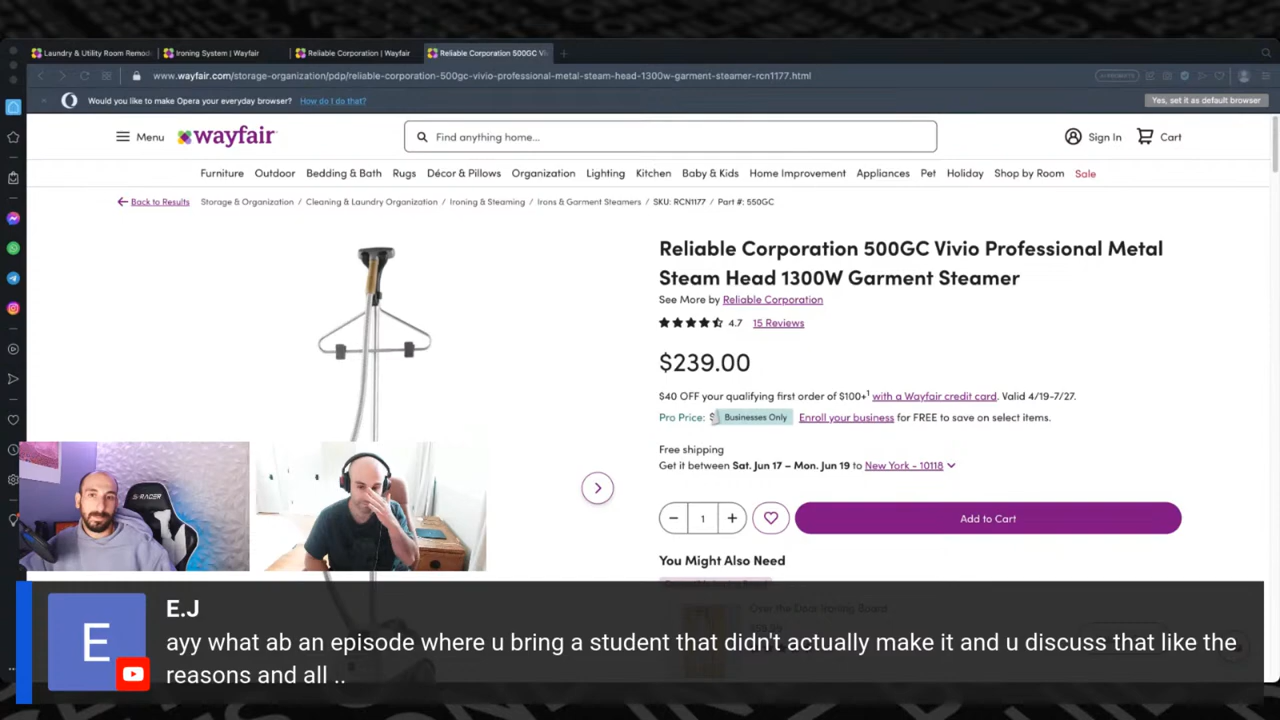 Laundry & Utility Room Remod
Ironing System | Wayfair
Reliable Corporation | Wayfair
Reliable Corporation 500GC Vi
www.wayfair.com/storage-organization/pdp/reliable-corporation-500gc-vivio-professional-metal-steam-head-1300w-garment-steamer-rcn1177.html
Would you like to make Opera your everyday browser? How do I do that?
Yes, set it as default browser
Menu
wayfair
Find anything home...
Sign In
Cart
Furniture Outdoor Bedding & Bath Rugs Décor & Pillows Organization Lighting Kitchen Baby & Kids Home Improvement Appliances Pet Holiday Shop by Room Sale
Back to Results
Storage & Organization / Cleaning & Laundry Organization / Ironing & Steaming / Irons & Garment Steamers / SKU: RCN1177 • Part #: 550GC
Reliable Corporation 500GC Vivio Professional Metal
Steam Head 1300W Garment Steamer
See More by Reliable Corporation
4.7 15 Reviews
$239.00
$40 OFF your qualifying first order of $100+1 with a Wayfair credit card. Valid 4/19-7/27.
Pro Price: $ Businesses Only Enroll your business for FREE to save on select items.
Free shipping
Get it between Sat. Jun 17 – Mon. Jun 19 to New York - 10118
1
Add to Cart
You Might Also Need
Over the Door Ironing Board
S-RACER
E
E.J
ayy what ab an episode where u bring a student that didn't actually make it and u discuss that like the
reasons and all ..